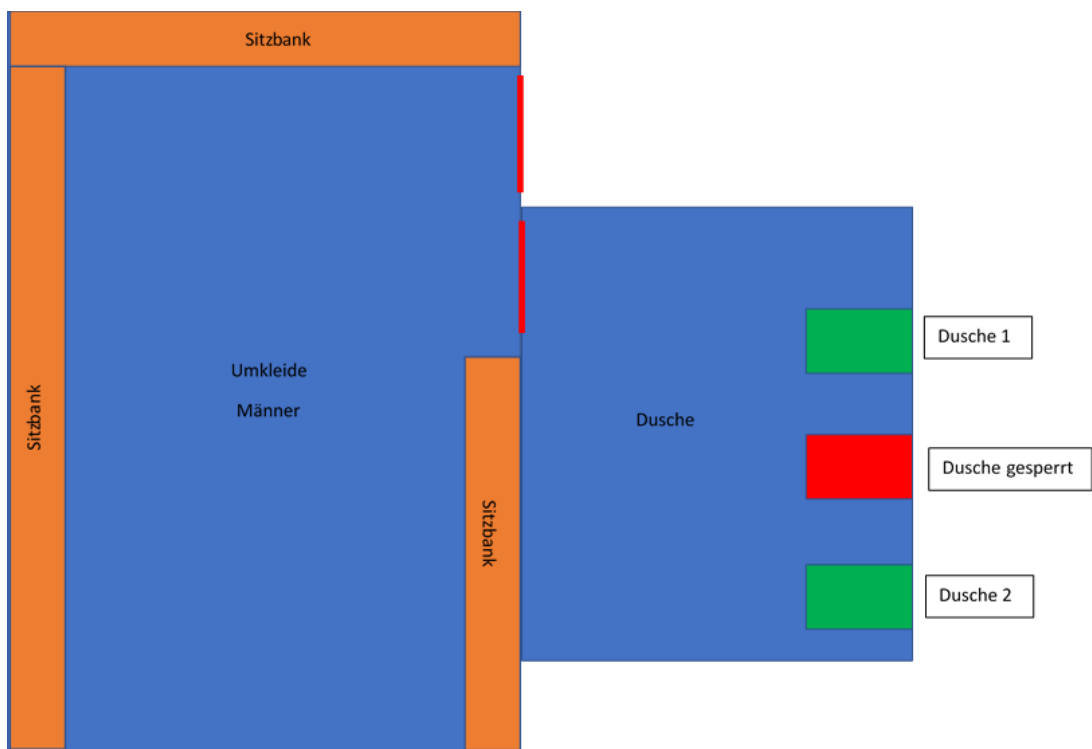 Sitzbank
Sitzbank
Umkleide
Männer
Sitzbank
Dusche
Dusche 1
Dusche gesperrt
Dusche 2